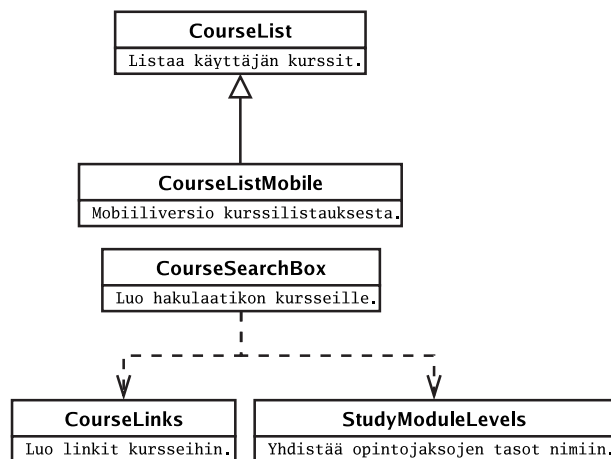 CourseList
Listaa käyttäjän kurssit.
CourseListMobile
Mobiiliversio kurssilistauksesta.
CourseSearchBox
Luo hakulaatikon kursseille.
CourseLinks
Luo linkit kursseihin.
StudyModuleLevels
Yhdistää opintojaksojen tasot nimiin.